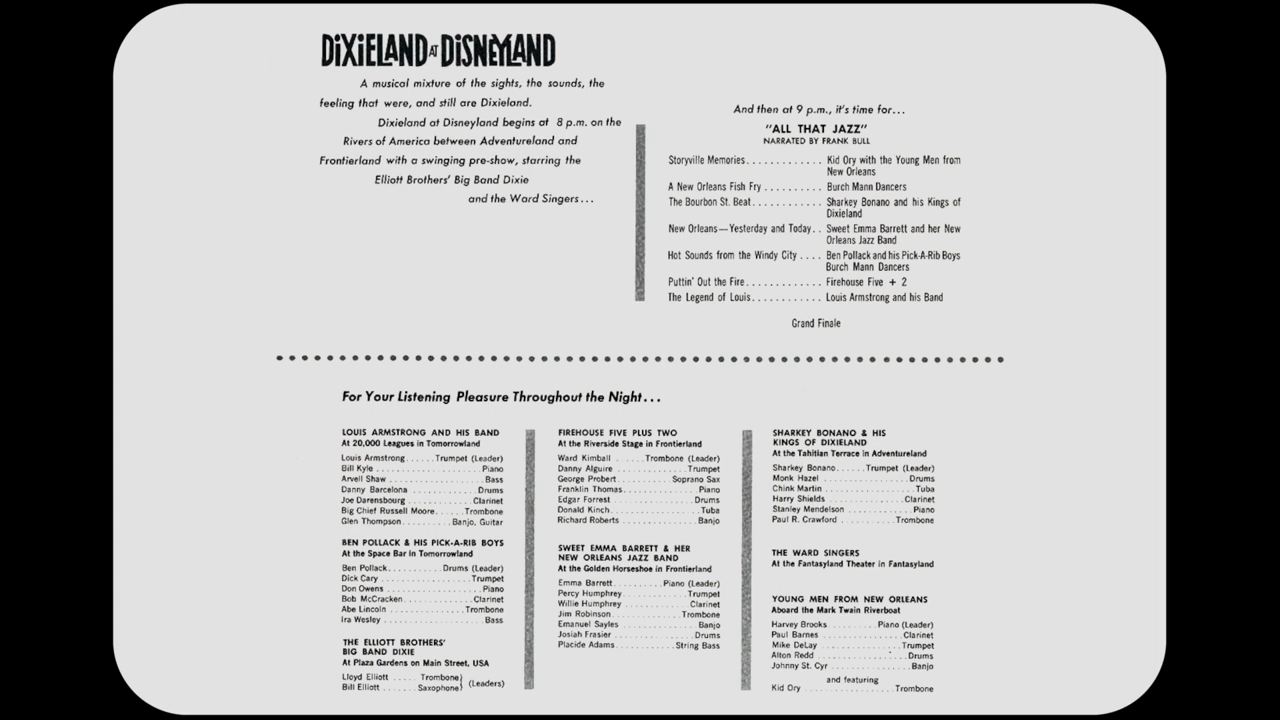 DIXIELAND AT DISNEYLAND
A musical mixture of the sights, the sounds, the
feeling that were, and still are Dixieland.
Dixieland at Disneyland begins at 8 p.m. on the
Rivers of America between Adventureland and
Frontierland with a swinging pre-show, starring the
Elliott Brothers' Big Band Dixie
and the Ward Singers...
And then at 9 p.m., it's time for...
"ALL THAT JAZZ"
NARRATED BY FRANK BULL
Storyville Memories............ Kid Ory with the Young Men from
New Orleans
A New Orleans Fish Fry......... Burch Mann Dancers
The Bourbon St. Beat........... Sharkey Bonano and his Kings of
Dixieland
New Orleans—Yesterday and Today.. Sweet Emma Barrett and her New
Orleans Jazz Band
Hot Sounds from the Windy City.... Ben Pollack and his Pick-A-Rib Boys
Burch Mann Dancers
Puttin' Out the Fire............. Firehouse Five + 2
The Legend of Louis............ Louis Armstrong and his Band
Grand Finale
For Your Listening Pleasure Throughout the Night...
LOUIS ARMSTRONG AND HIS BAND
At 20,000 Leagues in Tomorrowland
Louis Armstrong......Trumpet (Leader)
Bill Kyle....................Piano
Arvell Shaw...................Bass
Danny Barcelona..............Drums
Joe Darensbourg............Clarinet
Big Chief Russell Moore......Trombone
Glen Thompson..........Banjo, Guitar
BEN POLLACK & HIS PICK-A-RIB BOYS
At the Space Bar in Tomorrowland
Ben Pollack...........Drums (Leader)
Dick Cary..................Trumpet
Don Owens...................Piano
Bob McCracken.............Clarinet
Abe Lincoln................Trombone
Ira Wesley....................Bass
THE ELLIOTT BROTHERS'
BIG BAND DIXIE
At Plaza Gardens on Main Street, USA
Lloyd Elliott......Trombone} (Leaders)
Bill Elliott......Saxophone}
FIREHOUSE FIVE PLUS TWO
At the Riverside Stage in Frontierland
Ward Kimball......Trombone (Leader)
Danny Alguire...............Trumpet
George Probert...........Soprano Sax
Franklin Thomas...............Piano
Edgar Forrest.................Drums
Donald Kinch...................Tuba
Richard Roberts...............Banjo
SWEET EMMA BARRETT & HER
NEW ORLEANS JAZZ BAND
At the Golden Horseshoe in Frontierland
Emma Barrett.........Piano (Leader)
Percy Humphrey.............Trumpet
Willie Humphrey............Clarinet
Jim Robinson..............Trombone
Emanuel Sayles...............Banjo
Josiah Frasier................Drums
Placide Adams...........String Bass
SHARKEY BONANO & HIS
KINGS OF DIXIELAND
At the Tahitian Terrace in Adventureland
Sharkey Bonano......Trumpet (Leader)
Monk Hazel..................Drums
Chink Martin..................Tuba
Harry Shields...............Clarinet
Stanley Mendelson............Piano
Paul R. Crawford...........Trombone
THE WARD SINGERS
At the Fantasyland Theater in Fantasyland
YOUNG MEN FROM NEW ORLEANS
Aboard the Mark Twain Riverboat
Harvey Brooks.........Piano (Leader)
Paul Barnes................Clarinet
Mike DeLay................Trumpet
Alton Redd..................Drums
Johnny St. Cyr................Banjo
and featuring
Kid Ory....................Trombone